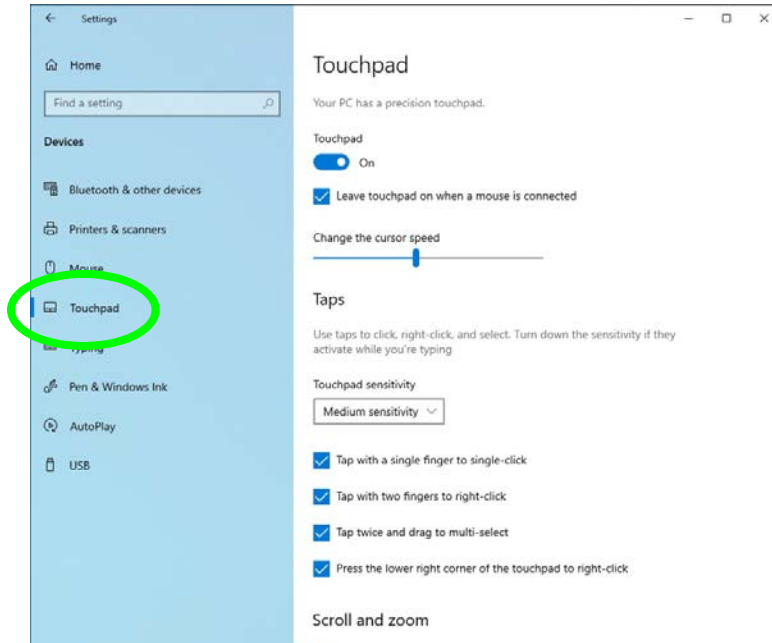 Settings
Home
Find a setting
Devices
Bluetooth & other devices
Printers & scanners
Mouse
Touchpad
Typing
Pen & Windows Ink
AutoPlay
USB
Touchpad
Your PC has a precision touchpad.
Touchpad
On
Leave touchpad on when a mouse is connected
Change the cursor speed
Taps
Use taps to click, right-click, and select. Turn down the sensitivity if they
activate while you're typing
Touchpad sensitivity
Medium sensitivity
Tap with a single finger to single-click
Tap with two fingers to right-click
Tap twice and drag to multi-select
Press the lower right corner of the touchpad to right-click
Scroll and zoom